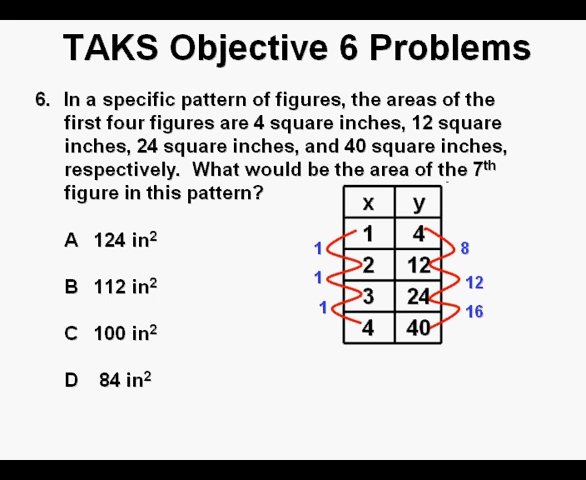 TAKS Objective 6 Problems
6. In a specific pattern of figures, the areas of the
first four figures are 4 square inches, 12 square
inches, 24 square inches, and 40 square inches,
respectively. What would be the area of the 7th
figure in this pattern?
A 124 in²
B 112 in²
C 100 in²
D 84 in²
x y
1 4
1 8
2 12
1 12
3 24
1 16
4 40